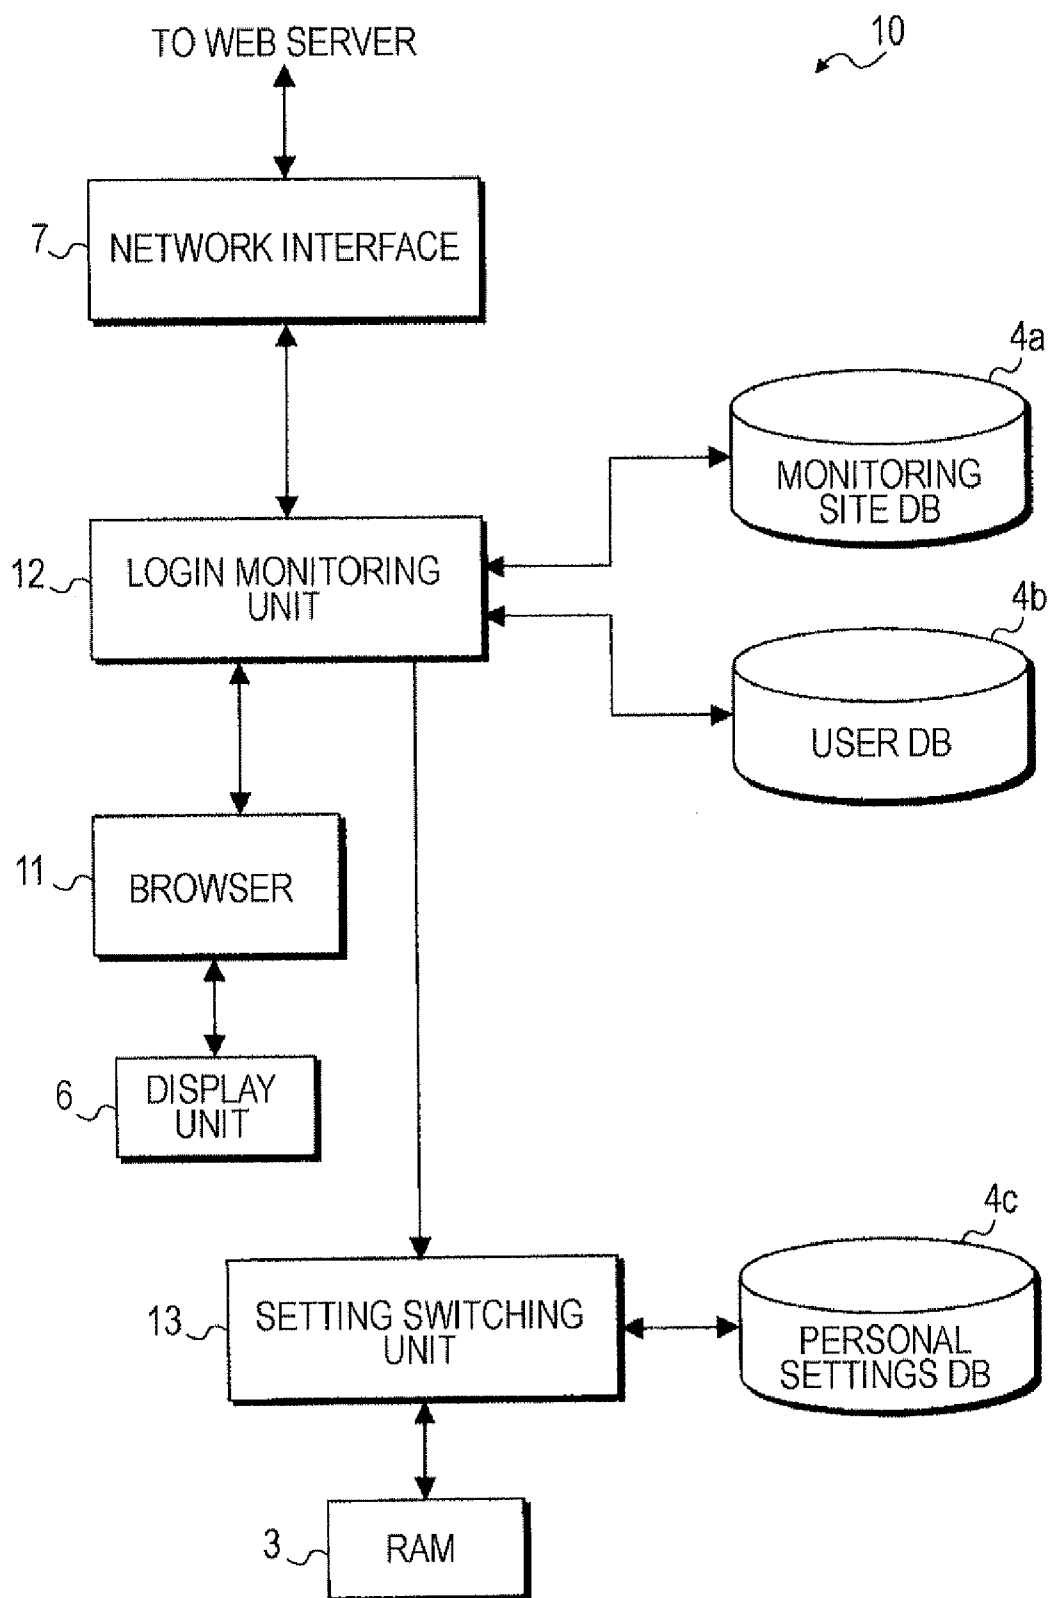 TO WEB SERVER
10
7
NETWORK INTERFACE
4a
MONITORING
SITE DB
12
LOGIN MONITORING
UNIT
4b
USER DB
11
BROWSER
6
DISPLAY
UNIT
4c
13
SETTING SWITCHING
UNIT
PERSONAL
SETTINGS DB
3
RAM